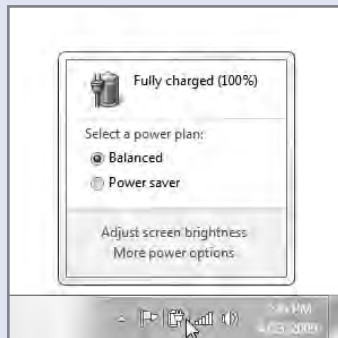 Fully charged (100%)
Select a power plan:
Balanced
Power saver
Adjust screen brightness
More power options